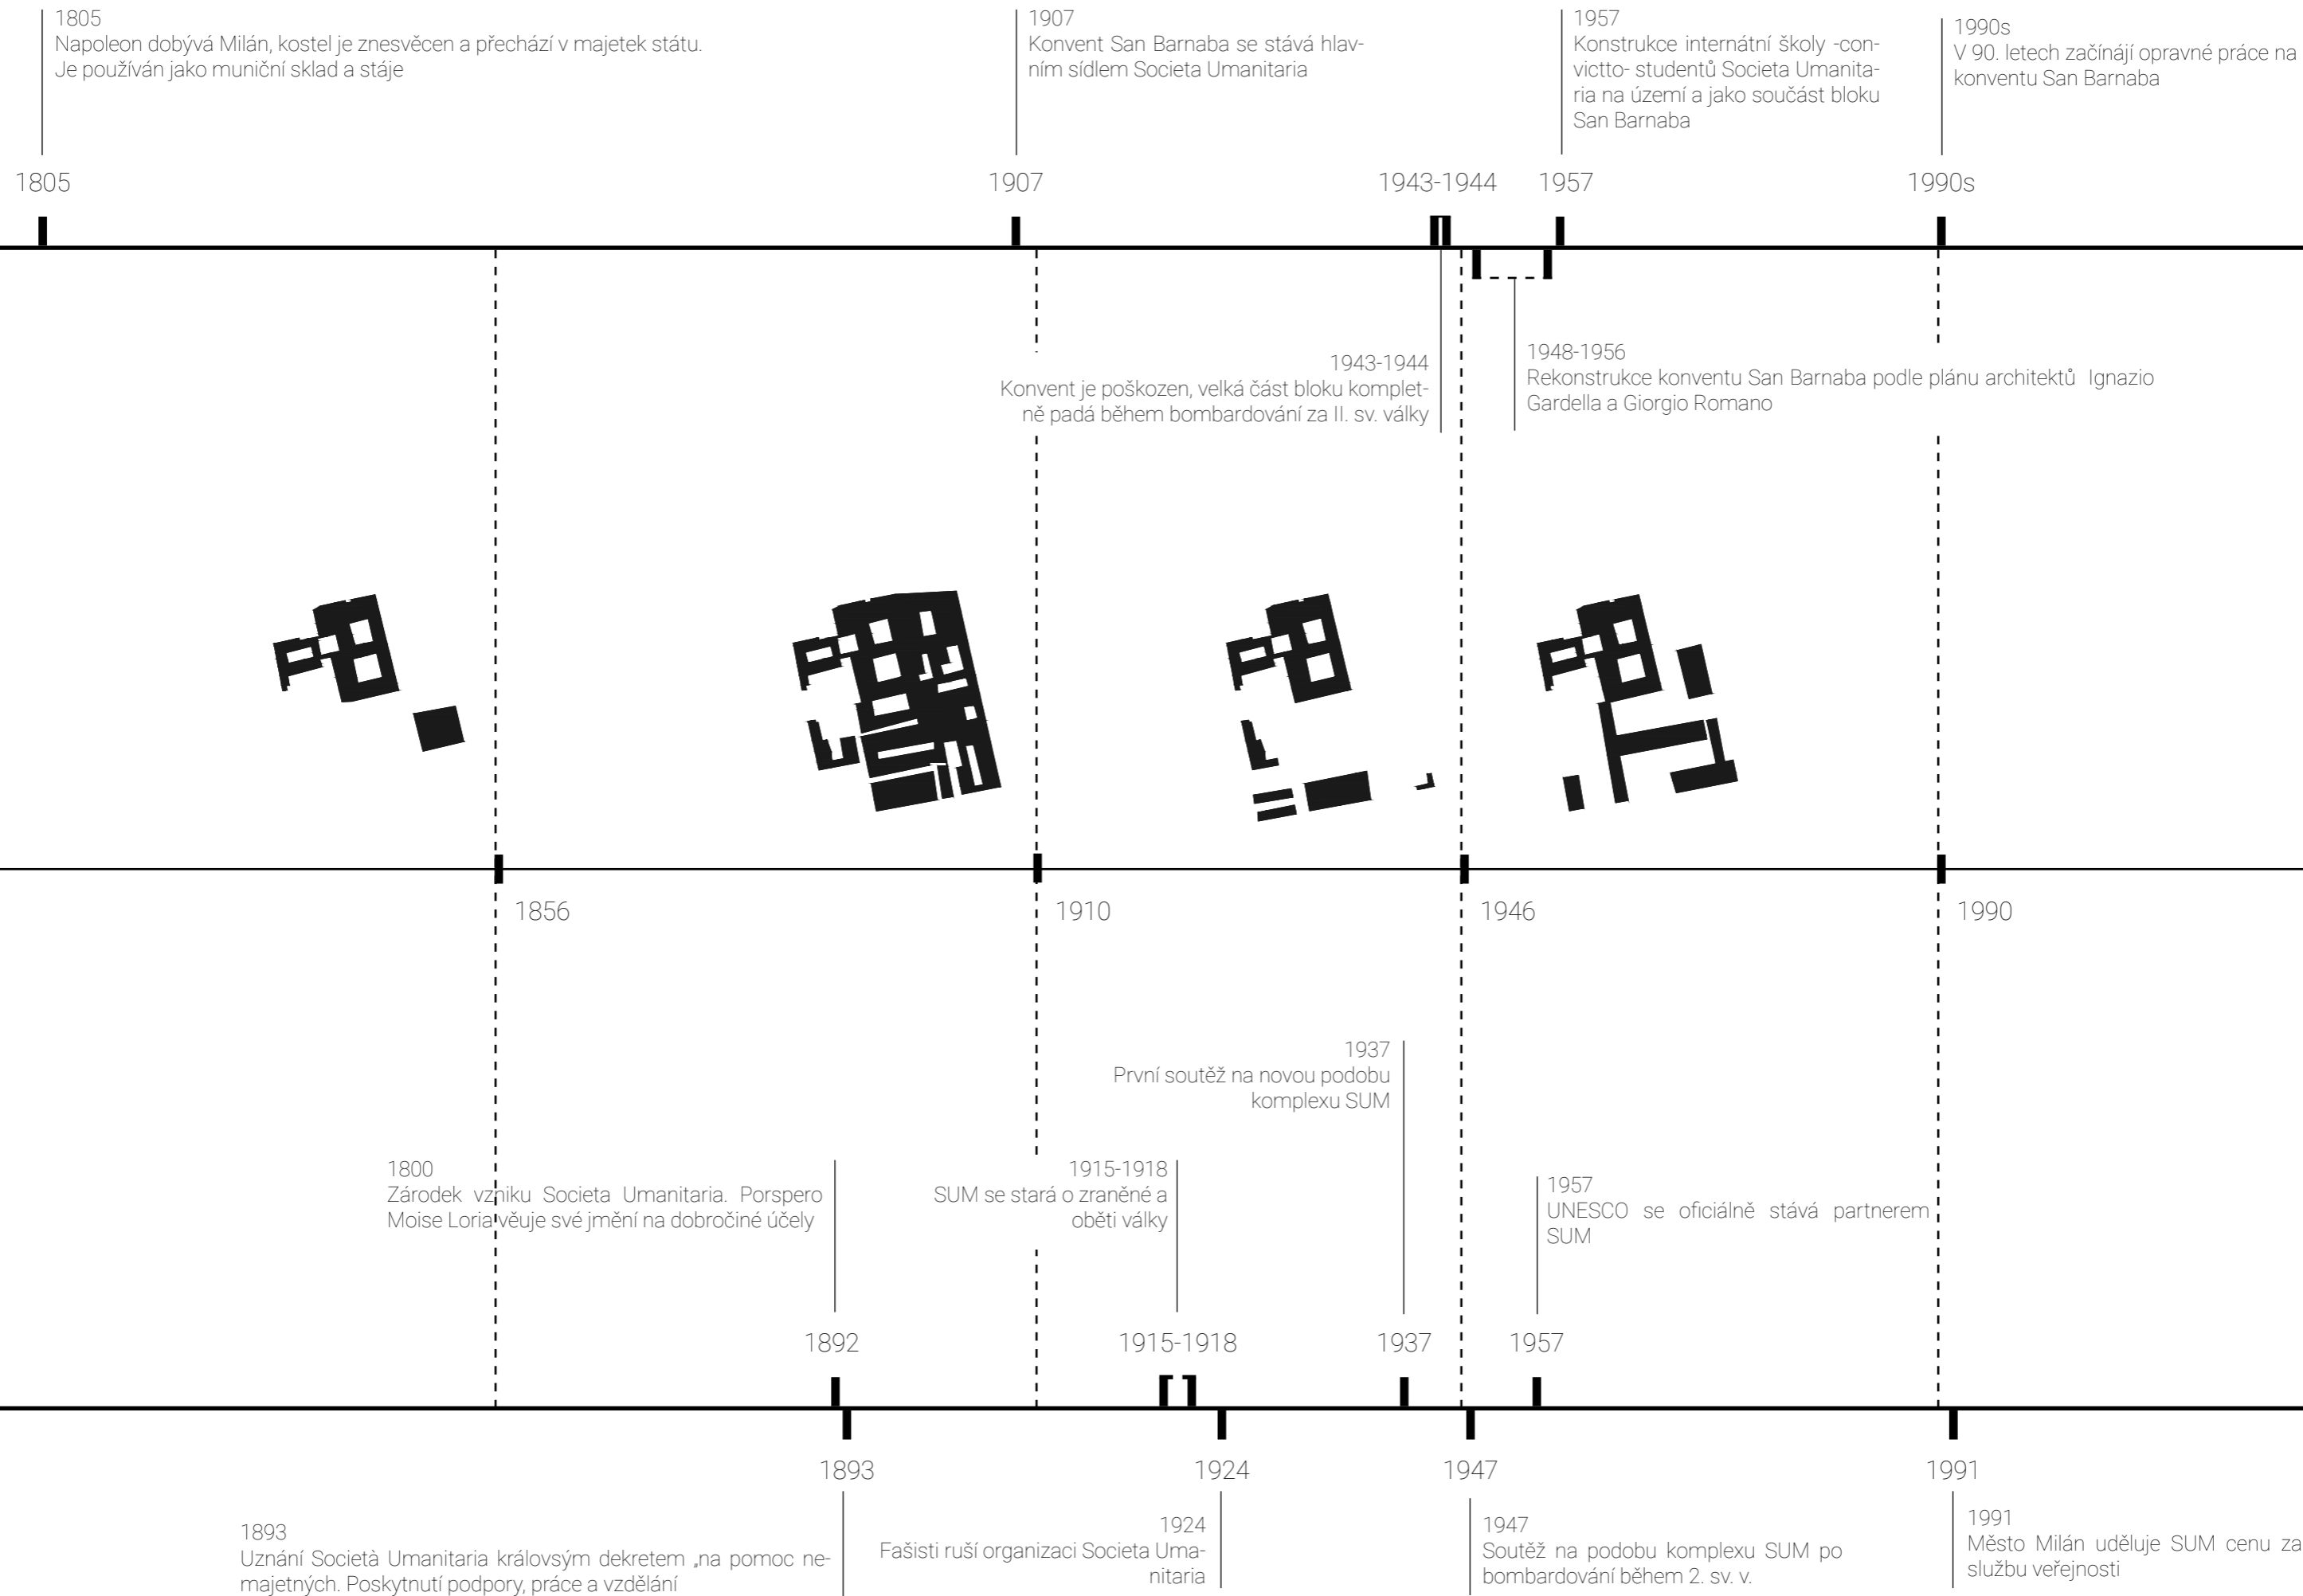 1805
Napoleon dobývá Milán, kostel je znesvěcen a přechází v majetek státu.
Je používán jako muniční sklad a stáje
1907
Konvent San Barnaba se stává hlav-
ním sídlem Societa Umanitaria
1957
Konstrukce internátní školy -con-
victto- studentů Societa Umanita-
ria na území a jako součást bloku
San Barnaba
1990s
V 90. letech začínájí opravné práce na
konventu San Barnaba
1805
1907
1943-1944
1957
1990s
1943-1944
Konvent je poškozen, velká část bloku komplet-
ně padá během bombardování za II. sv. války
1948-1956
Rekonstrukce konventu San Barnaba podle plánu architektů Ignazio
Gardella a Giorgio Romano
1856
1910
1946
1990
1937
První soutěž na novou podobu
komplexu SUM
1800
Zárodek vzniku Societa Umanitaria. Porspero
Moise Loria věuje své jmění na dobročiné účely
1915-1918
SUM se stará o zraněné a
oběti války
1957
UNESCO se oficiálně stává partnerem
SUM
1892
1915-1918
1937
1957
1893
1924
1947
1991
1893
Uznání Società Umanitaria královsým dekretem „na pomoc ne-
majetných. Poskytnutí podpory, práce a vzdělání
1924
Fašisti ruší organizaci Societa Uma-
nitaria
1947
Soutěž na podobu komplexu SUM po
bombardování během 2. sv. v.
1991
Město Milán uděluje SUM cenu za
službu veřejnosti